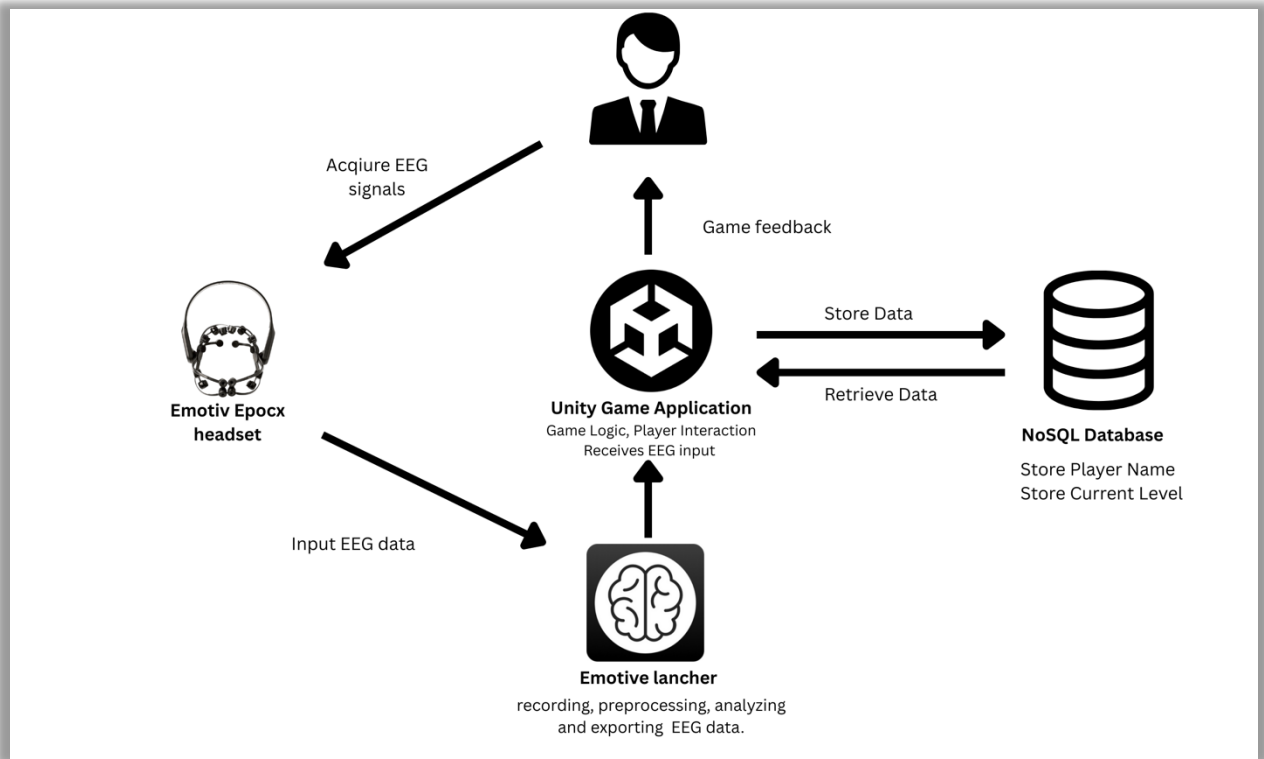 Acqiure EEG
signals
Game feedback
Store Data
Retrieve Data
Emotiv Epocx
headset
Unity Game Application
Game Logic, Player Interaction
Receives EEG input
NoSQL Database
Store Player Name
Store Current Level
Input EEG data
Emotive lancher
recording, preprocessing, analyzing
and exporting EEG data.